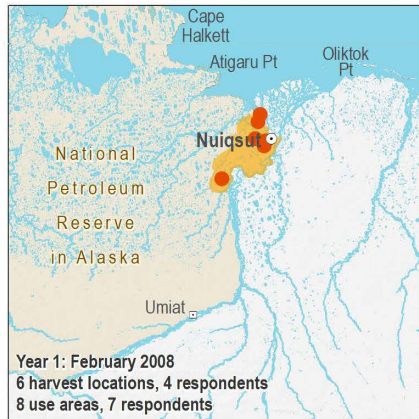 Cape
Halkett
Atigaru Pt
Oliktok
Pt
Nuiqsut
National
Petroleum
Reserve
in Alaska
Umiat
Year 1: February 2008
6 harvest locations, 4 respondents
8 use areas, 7 respondents